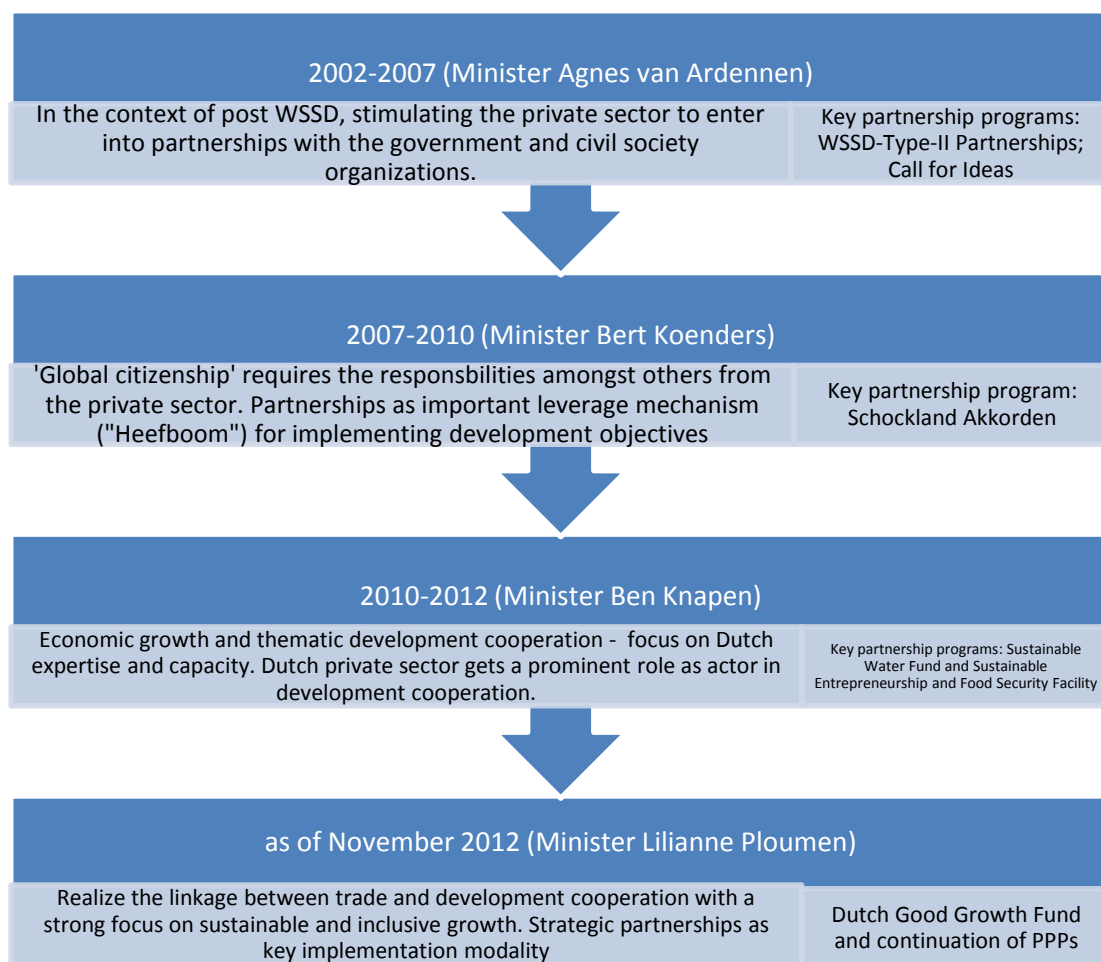 2002-2007 (Minister Agnes van Ardennen)
In the context of post WSSD, stimulating the private sector to enter
into partnerships with the government and civil society
organizations.
Key partnership programs:
WSSD-Type-II Partnerships;
Call for Ideas
2007-2010 (Minister Bert Koenders)
'Global citizenship' requires the responsbilities amongst others from
the private sector. Partnerships as important leverage mechanism
("Heefboom") for implementing development objectives
Key partnership program:
Schockland Akkorden
2010-2012 (Minister Ben Knapen)
Economic growth and thematic development cooperation -  focus on Dutch
expertise and capacity. Dutch private sector gets a prominent role as actor in
development cooperation.
Key partnership programs: Sustainable
Water Fund and Sustainable
Entrepreneurship and Food Security Facility
as of November 2012 (Minister Lilianne Ploumen)
Realize the linkage between trade and development cooperation with a
strong focus on sustainable and inclusive growth. Strategic partnerships as
key implementation modality
Dutch Good Growth Fund
and continuation of PPPs